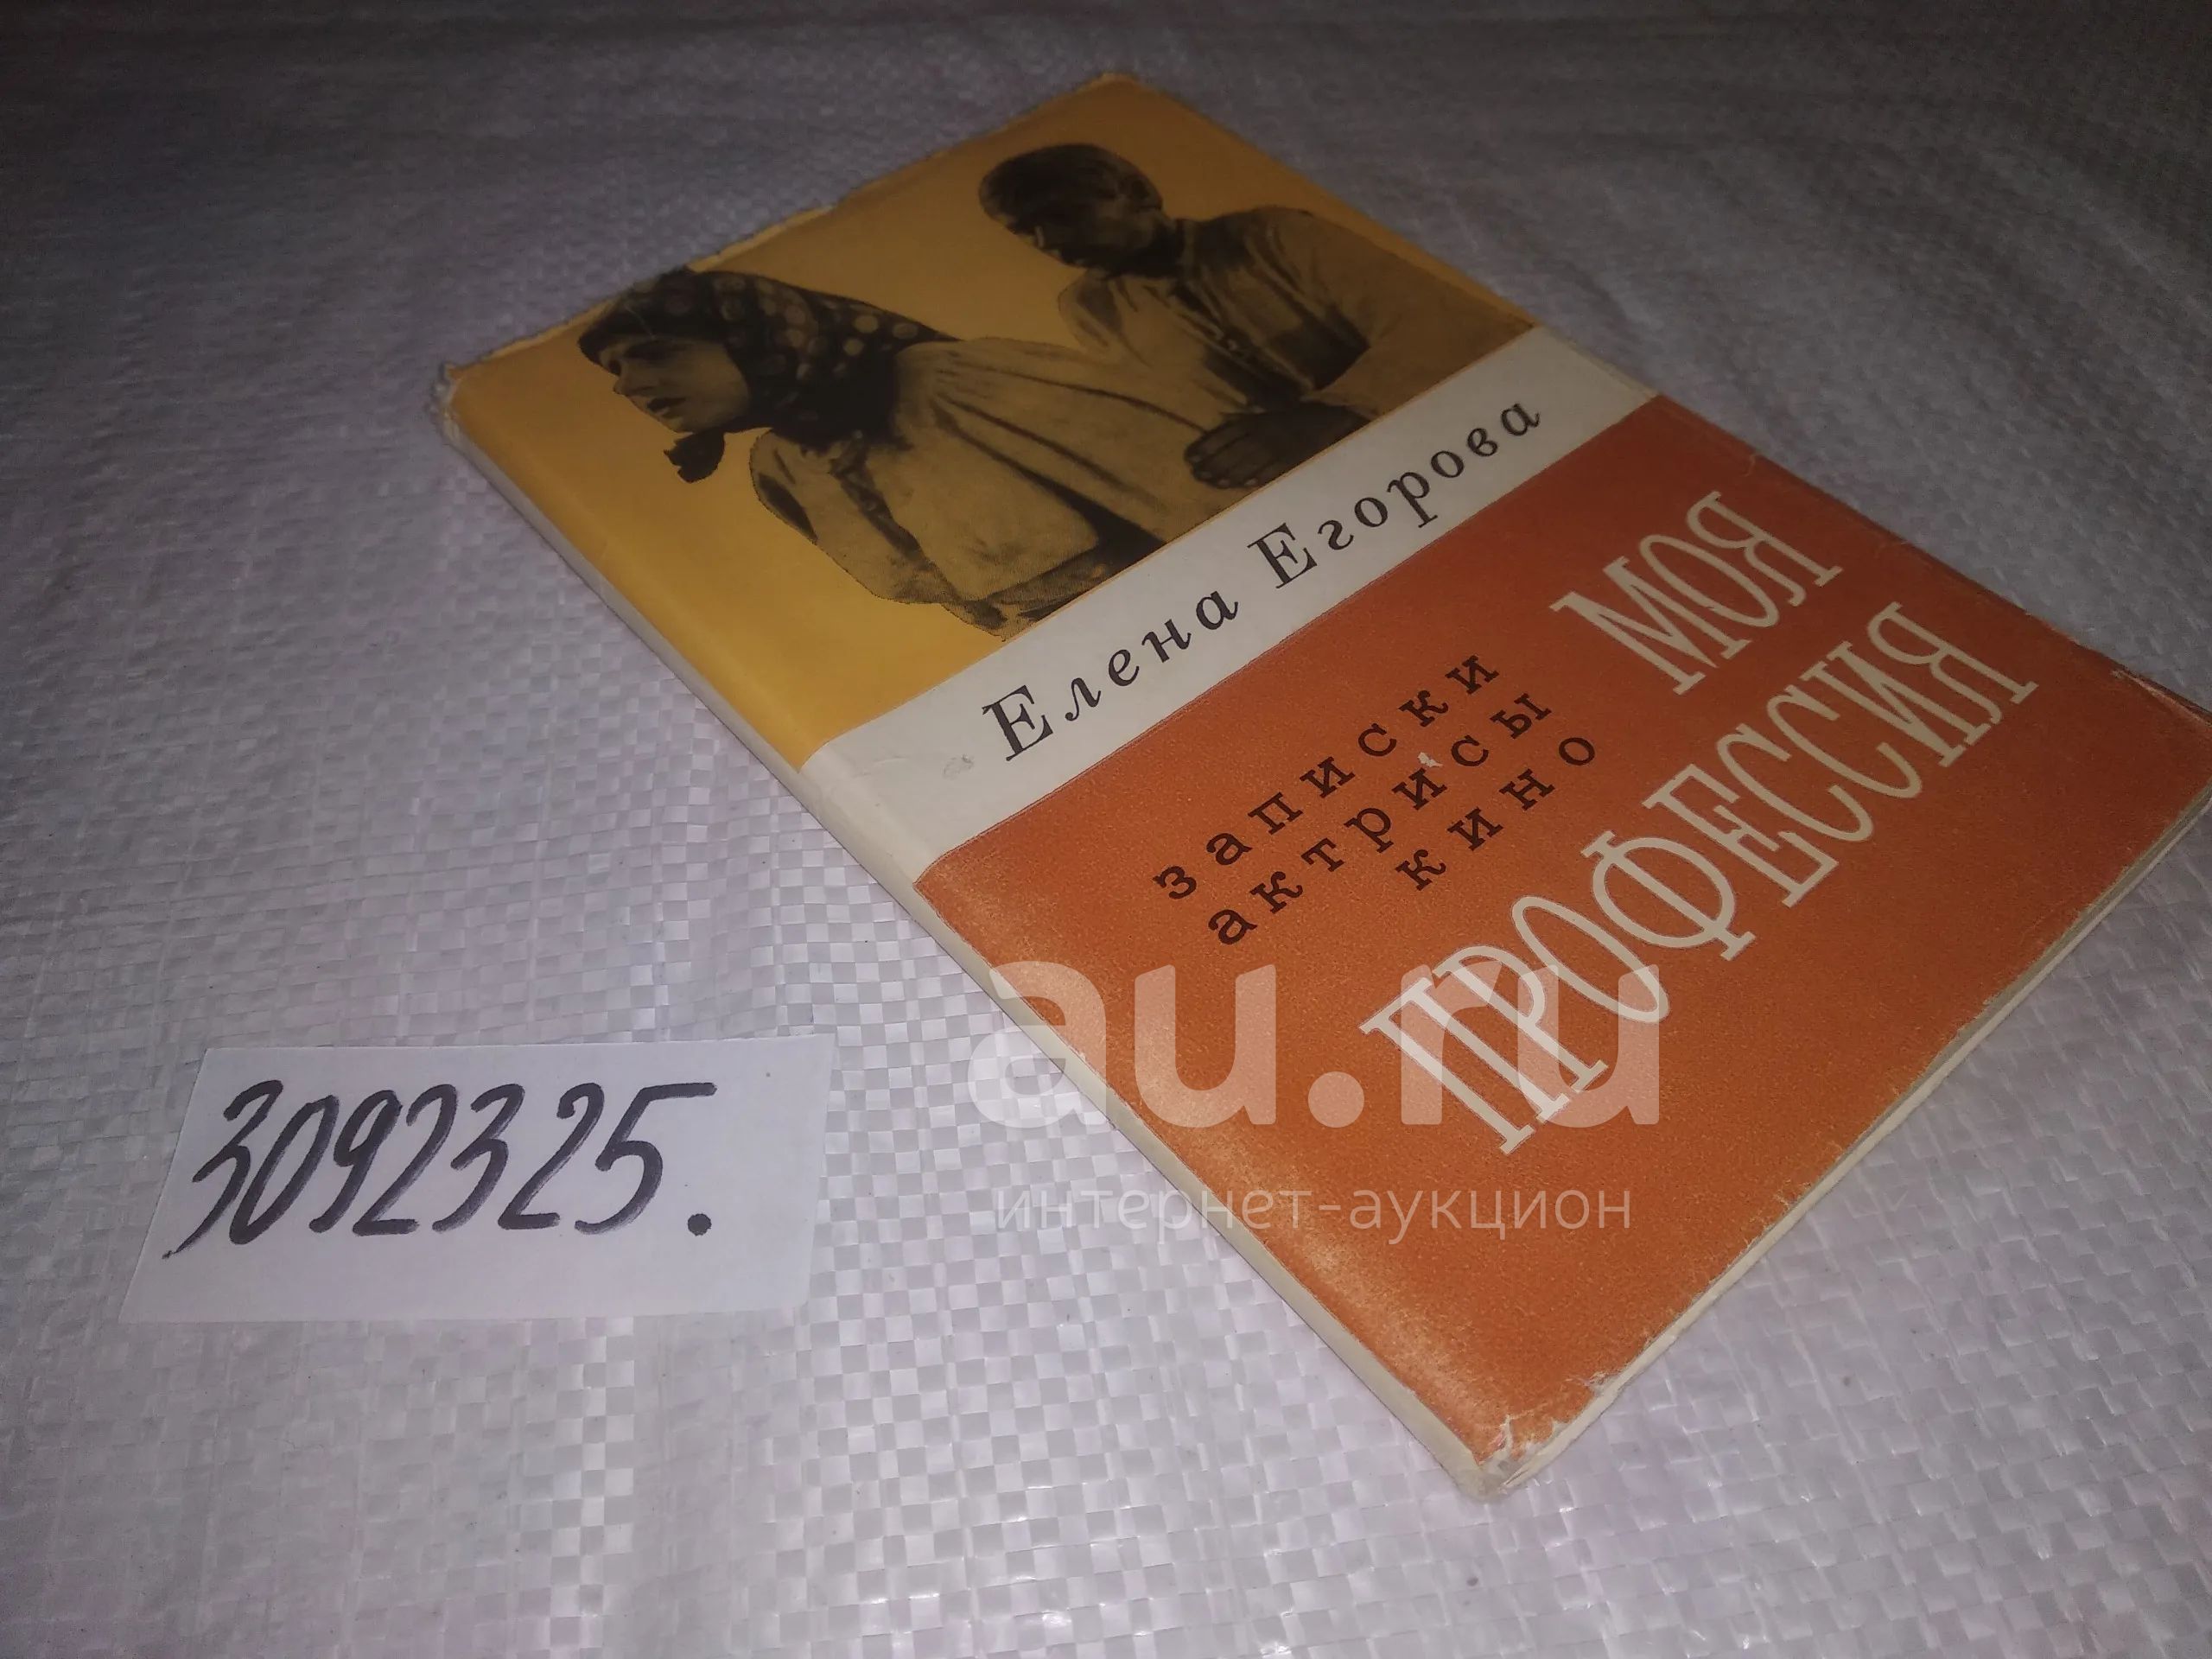 Елена Егорова
записки
актрисы
кино
МОЯ
ПРОФЕССИЯ
3092325.
au.ru
интернет-аукцион